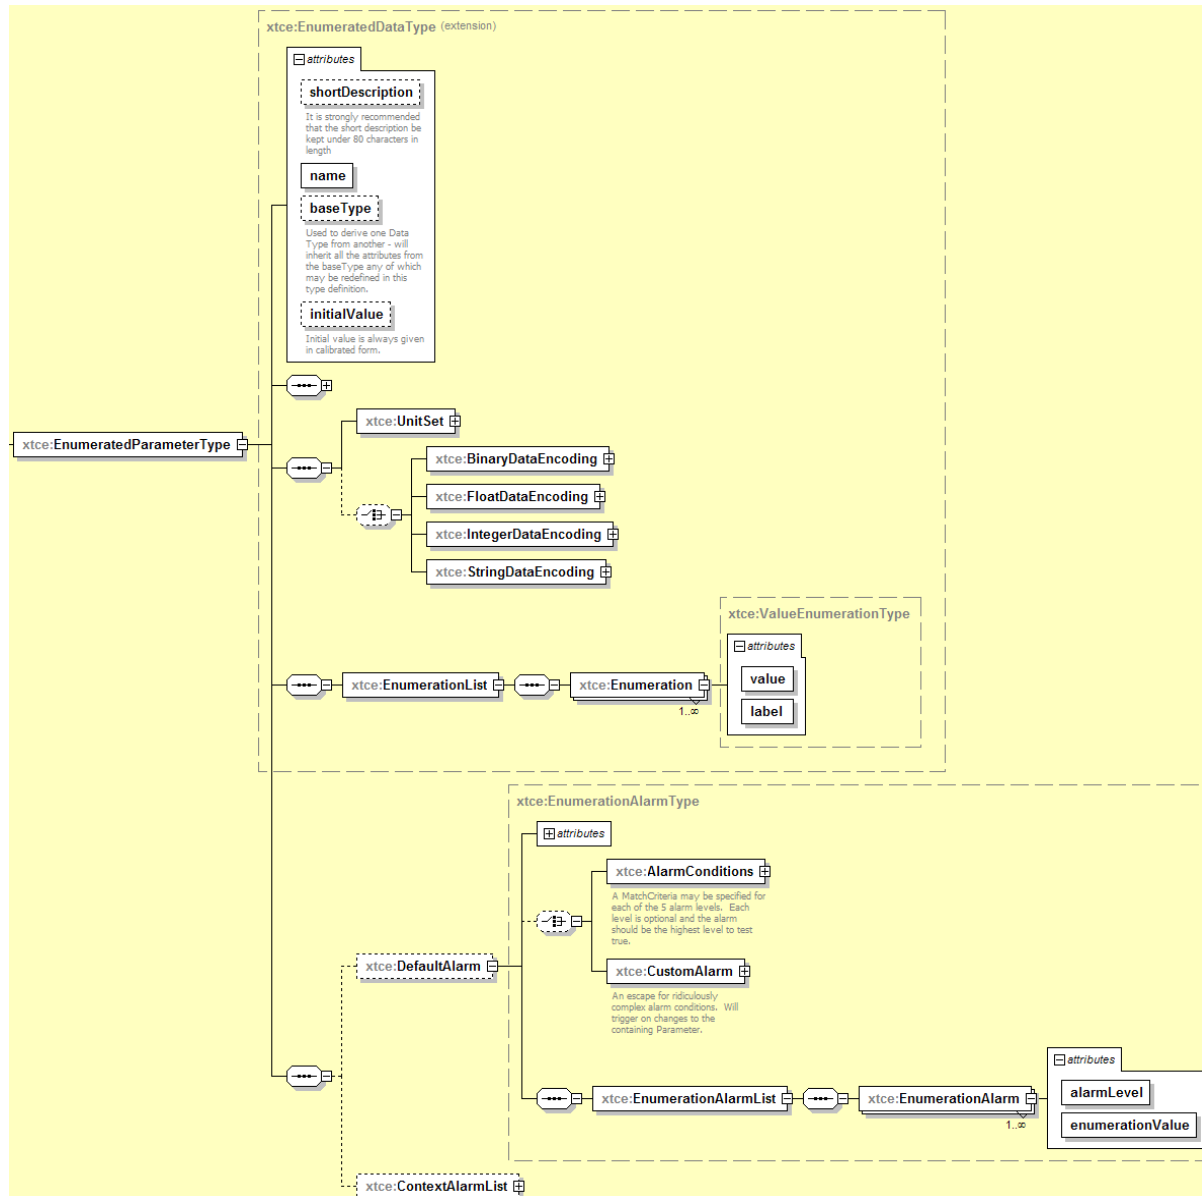 xtce:EnumeratedDataType (extension)
attributes
shortDescription
It is strongly recommended
that the short description be
kept under 80 characters in
length
name
baseType
Used to derive one Data
Type from another - will
inherit all the attributes from
the baseType any of which
may be redefined in this
type definition.
initialValue
Initial value is always given
in calibrated form.
xtce:EnumeratedParameterType
xtce:UnitSet
xtce:BinaryDataEncoding
xtce:FloatDataEncoding
xtce:IntegerDataEncoding
xtce:StringDataEncoding
xtce:ValueEnumerationType
attributes
value
label
xtce:EnumerationList
xtce:Enumeration
1..∞
xtce:EnumerationAlarmType
attributes
xtce:AlarmConditions
A MatchCriteria may be specified for
each of the 5 alarm levels. Each
level is optional and the alarm
should be the highest level to test
true.
xtce:DefaultAlarm
xtce:CustomAlarm
An escape for ridiculously
complex alarm conditions. Will
trigger on changes to the
containing Parameter.
xtce:EnumerationAlarmList
xtce:EnumerationAlarm
1..∞
attributes
alarmLevel
enumerationValue
xtce:ContextAlarmList